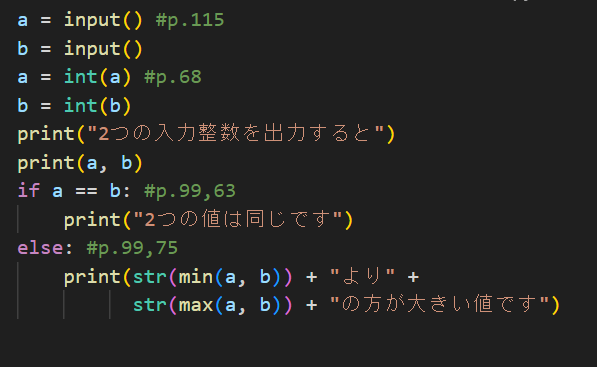 a = input() #p.115
b = input()
a = int(a) #p.68
b = int(b)
print("2つの入力整数を出力すると")
print(a, b)
if a == b: #p.99,63
    print("2つの値は同じです")
else: #p.99,75
    print(str(min(a, b)) + "より" +
          str(max(a, b)) + "の方が大きい値です")